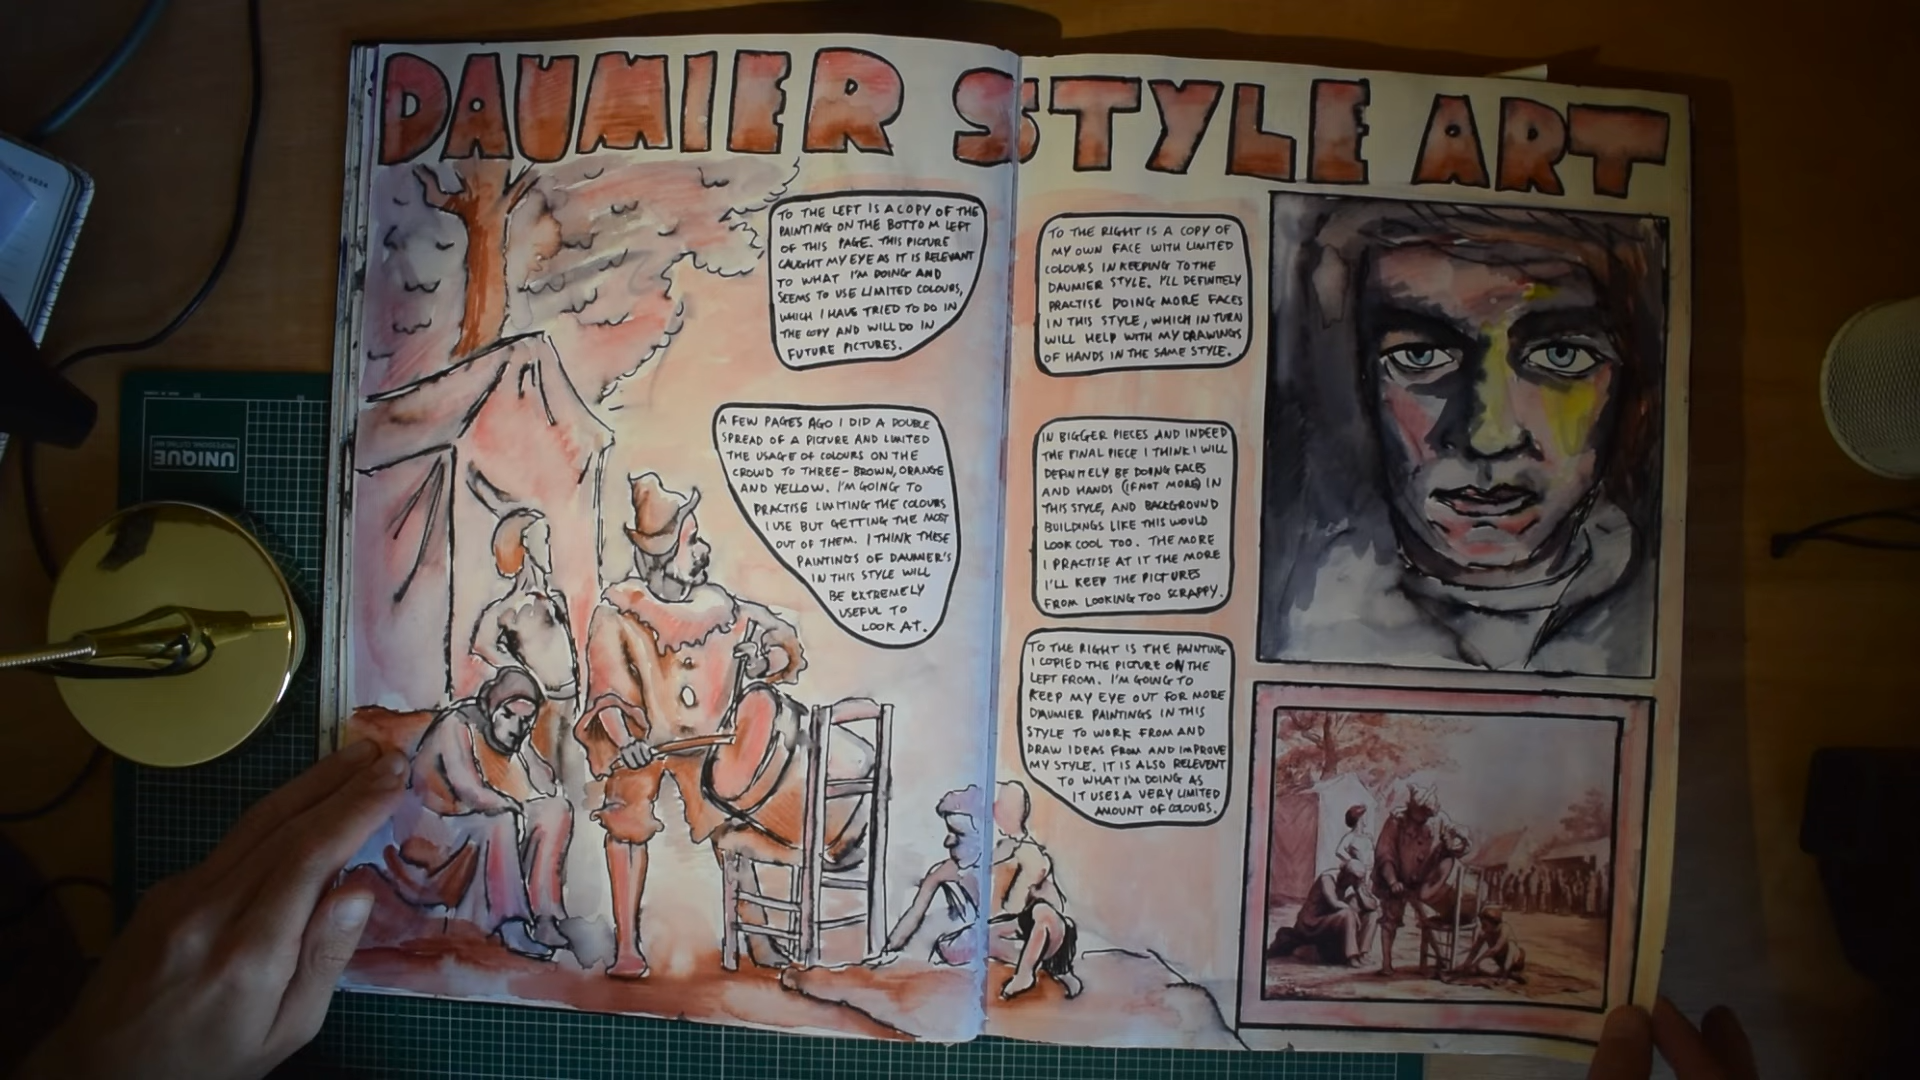 DAUMIER STYLE ART
TO THE LEFT IS A COPY OF THE
PAINTING ON THE BOTTOM LEFT
OF THIS PAGE. THIS PICTURE
CAUGHT MY EYE AS IT IS RELEVANT
TO WHAT I'M DOING AND
SEEMS TO USE LIMITED COLOURS,
WHICH I HAVE TRIED TO DO IN
THE COPY AND WILL DO IN
FUTURE PICTURES.
A FEW PAGES AGO I DID A DOUBLE
SPREAD OF A PICTURE AND LIMITED
THE USAGE OF COLOURS ON THE
CROWD TO THREE - BROWN, ORANGE
AND YELLOW. I'M GOING TO
PRACTISE LIMITING THE COLOURS
I USE BUT GETTING THE MOST
OUT OF THEM. I THINK THESE
PAINTINGS OF DAUMIER'S
IN THIS STYLE WILL
BE EXTREMELY
USEFUL TO
LOOK AT.
TO THE RIGHT IS A COPY OF
MY OWN FACE WITH LIMITED
COLOURS IN KEEPING TO THE
DAUMIER STYLE. I'LL DEFINITELY
PRACTISE DOING MORE FACES
IN THIS STYLE, WHICH IN TURN
WILL HELP WITH MY DRAWINGS
OF HANDS IN THE SAME STYLE.
IN BIGGER PIECES AND INDEED
THE FINAL PIECE I THINK I WILL
DEFINITELY BE DOING FACES
AND HANDS (IF NOT MORE) IN
THIS STYLE, AND BACKGROUND
BUILDINGS LIKE THIS WOULD
LOOK COOL TOO. THE MORE
I PRACTISE AT IT THE MORE
I'LL KEEP THE PICTURES
FROM LOOKING TOO SCRAPPY.
TO THE RIGHT IS THE PAINTING
I COPIED THE PICTURE ON THE
LEFT FROM. I'M GOING TO
KEEP MY EYE OUT FOR MORE
DAUMIER PAINTINGS IN THIS
STYLE TO WORK FROM AND
DRAW IDEAS FROM AND IMPROVE
MY STYLE. IT IS ALSO RELEVENT
TO WHAT I'M DOING AS
IT USES A VERY LIMITED
AMOUNT OF COLOURS.
UNIQUE
PROFESSIONAL CUTTING MAT